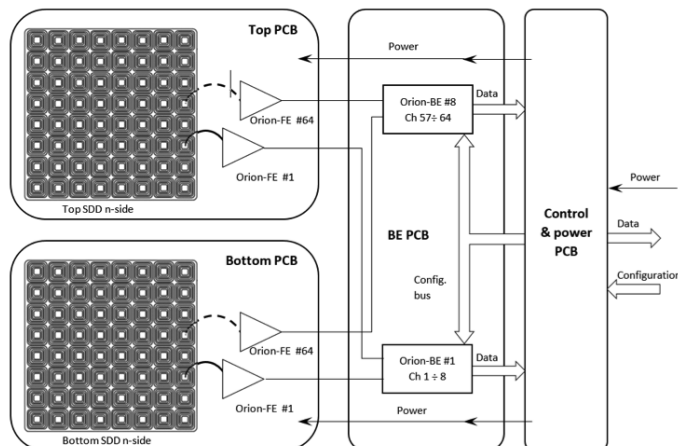 Top PCB
Orion-FE #64
Orion-FE #1
Top SDD n-side
Power
Orion-BE #8
Ch 57÷ 64
Data
BE PCB
Config.
bus
Control
& power
PCB
Power
Data
Configuration
Bottom PCB
Orion-FE #64
Orion-FE #1
Bottom SDD n-side
Orion-BE #1
Ch 1 ÷ 8
Data
Power